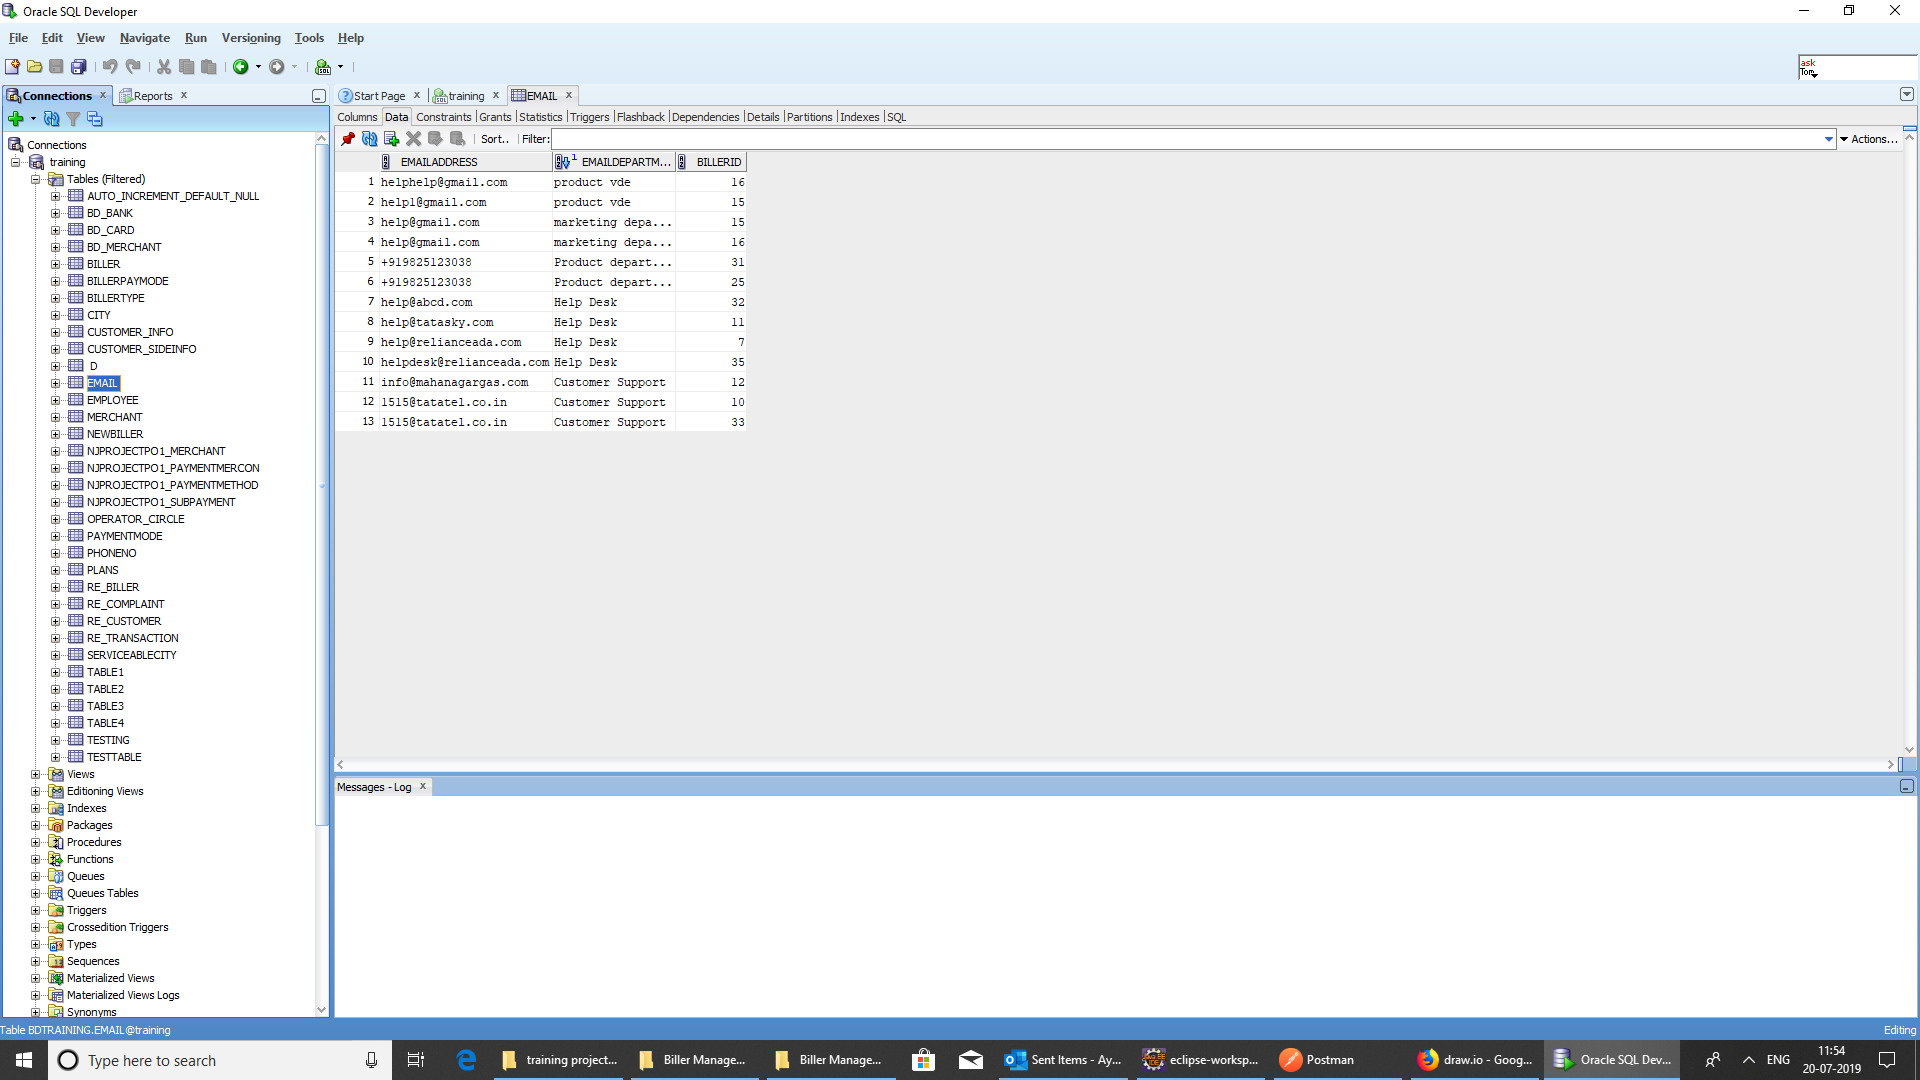 Oracle SQL Developer
File Edit View Navigate Run Versioning Tools Help
ask
Tom
Connections Reports
Start Page training EMAIL
Columns Data Constraints Grants Statistics Triggers Flashback Dependencies Details Partitions Indexes SQL
Sort.. Filter: Actions...
Connections
training
Tables (Filtered)
AUTO_INCREMENT_DEFAULT_NULL
BD_BANK
BD_CARD
BD_MERCHANT
BILLER
BILLERPAYMODE
BILLERTYPE
CITY
CUSTOMER_INFO
CUSTOMER_SIDEINFO
D
EMAIL
EMPLOYEE
MERCHANT
NEWBILLER
NJPROJECTPO1_MERCHANT
NJPROJECTPO1_PAYMENTMERCON
NJPROJECTPO1_PAYMENTMETHOD
NJPROJECTPO1_SUBPAYMENT
OPERATOR_CIRCLE
PAYMENTMODE
PHONENO
PLANS
RE_BILLER
RE_COMPLAINT
RE_CUSTOMER
RE_TRANSACTION
SERVICEABLECITY
TABLE1
TABLE2
TABLE3
TABLE4
TESTING
TESTTABLE
Views
Editioning Views
Indexes
Packages
Procedures
Functions
Queues
Queues Tables
Triggers
Crossedition Triggers
Types
Sequences
Materialized Views
Materialized Views Logs
Synonyms
EMAILADDRESS 1 EMAILDEPARTM... BILLERID
1 helphelp@gmail.com product vde 16
2 help1@gmail.com product vde 15
3 help@gmail.com marketing depa... 15
4 help@gmail.com marketing depa... 16
5 +919825123038 Product depart... 31
6 +919825123038 Product depart... 25
7 help@abcd.com Help Desk 32
8 help@tatasky.com Help Desk 11
9 help@relianceada.com Help Desk 7
10 helpdesk@relianceada.com Help Desk 35
11 info@mahanagargas.com Customer Support 12
12 1515@tatatel.co.in Customer Support 10
13 1515@tatatel.co.in Customer Support 33
Messages - Log
Table BDTRAINING.EMAIL@training Editing
Type here to search training project... Biller Manage... Biller Manage... Sent Items - Ay... eclipse-worksp... Postman draw.io - Goog... Oracle SQL Dev... ENG
11:54
20-07-2019